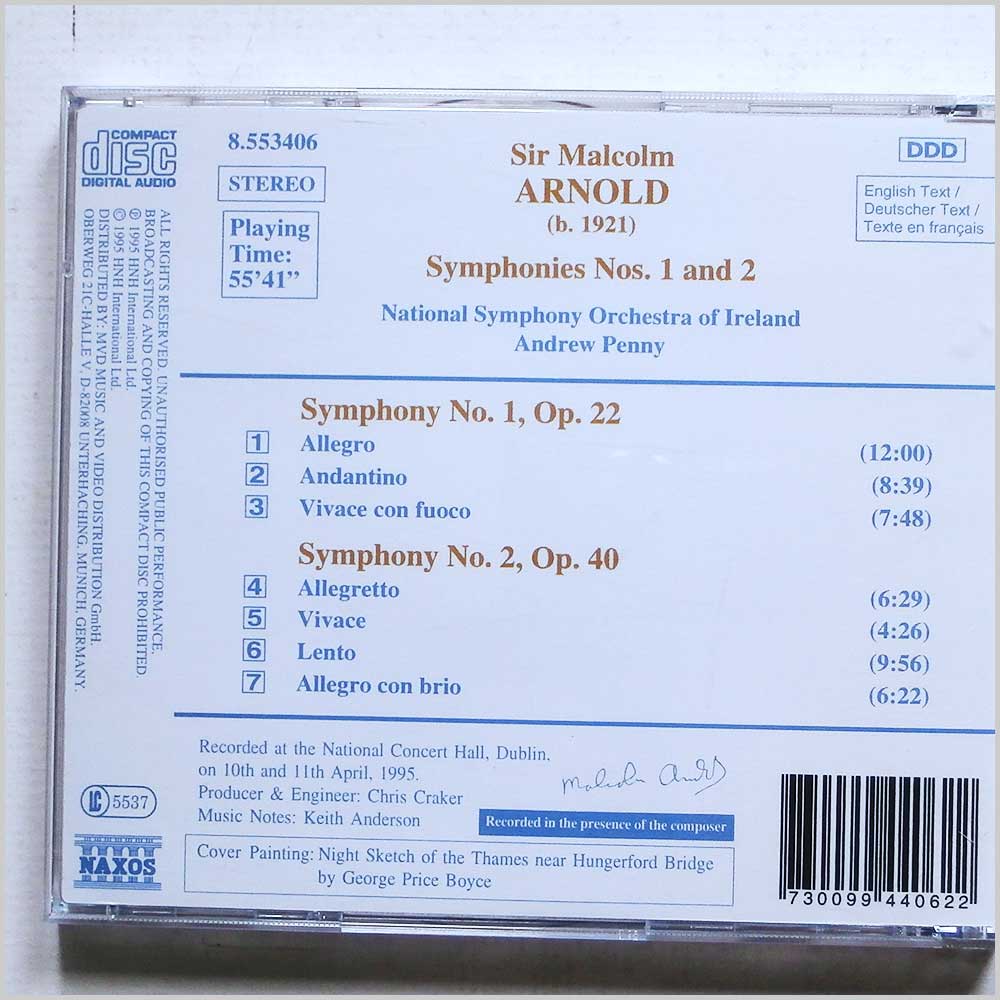 COMPACT
disc
DIGITAL AUDIO
8.553406
STEREO
Playing
Time:
55'41”
Sir Malcolm
ARNOLD
(b. 1921)
Symphonies Nos. 1 and 2
National Symphony Orchestra of Ireland
Andrew Penny
DDD
English Text /
Deutscher Text /
Texte en français
ALL RIGHTS RESERVED. UNAUTHORISED PUBLIC PERFORMANCE.
BROADCASTING AND COPYING OF THIS COMPACT DISC PROHIBITED.
℗ 1995 HNH International Ltd.
© 1995 HNH International Ltd.
DISTRIBUTED BY: MVD MUSIC AND VIDEO DISTRIBUTION GmbH.
OBERWEG 21C-HALLE V, D-82008 UNTERHACHING, MUNICH, GERMANY.
Symphony No. 1, Op. 22
1 Allegro (12:00)
2 Andantino (8:39)
3 Vivace con fuoco (7:48)
Symphony No. 2, Op. 40
4 Allegretto (6:29)
5 Vivace (4:26)
6 Lento (9:56)
7 Allegro con brio (6:22)
Recorded at the National Concert Hall, Dublin,
on 10th and 11th April, 1995.
Producer & Engineer: Chris Craker
Music Notes: Keith Anderson
Malcolm Arnold
Recorded in the presence of the composer
LC 5537
NAXOS
Cover Painting: Night Sketch of the Thames near Hungerford Bridge
by George Price Boyce
730099 440622